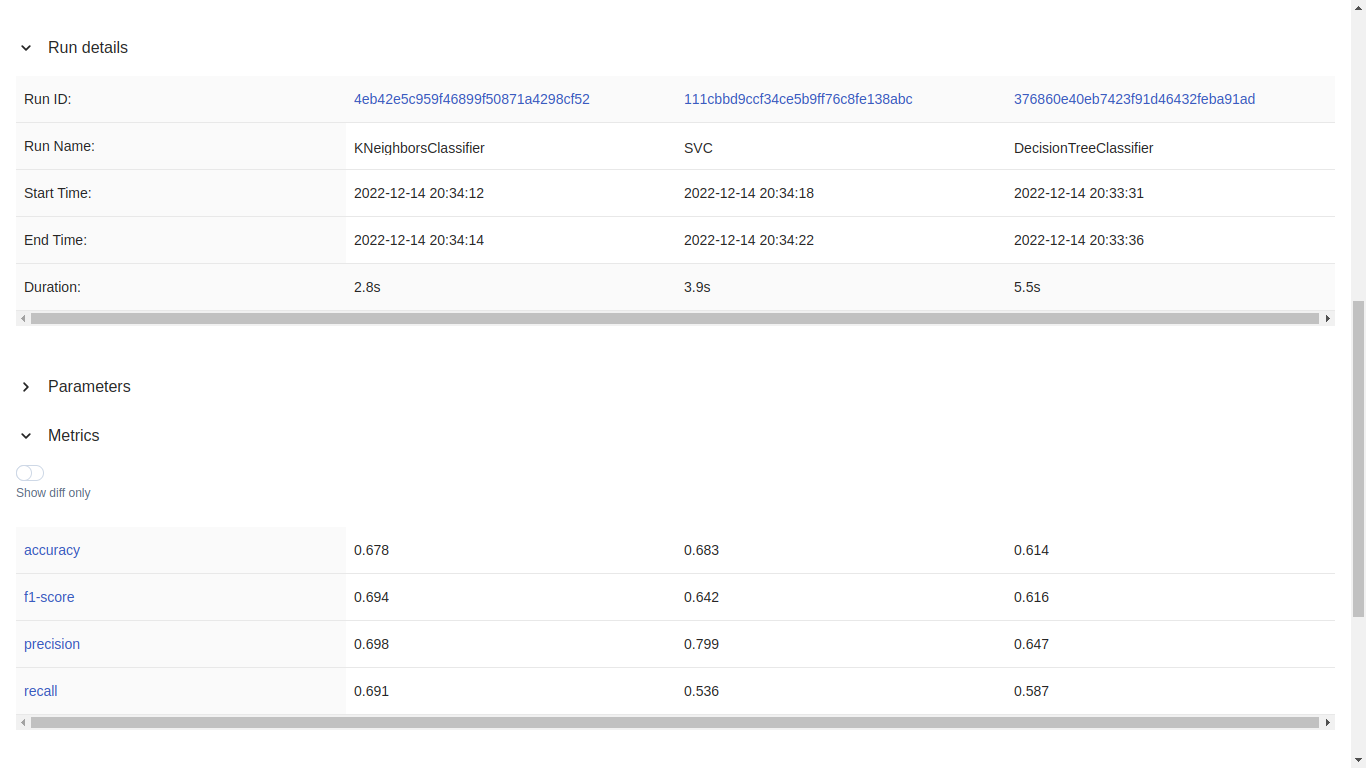 Run details
Run ID: 4eb42e5c959f46899f50871a4298cf52 111cbbd9ccf34ce5b9ff76c8fe138abc 376860e40eb7423f91d46432feba91ad
Run Name: KNeighborsClassifier SVC DecisionTreeClassifier
Start Time: 2022-12-14 20:34:12 2022-12-14 20:34:18 2022-12-14 20:33:31
End Time: 2022-12-14 20:34:14 2022-12-14 20:34:22 2022-12-14 20:33:36
Duration: 2.8s 3.9s 5.5s
Parameters
Metrics
Show diff only
accuracy 0.678 0.683 0.614
f1-score 0.694 0.642 0.616
precision 0.698 0.799 0.647
recall 0.691 0.536 0.587